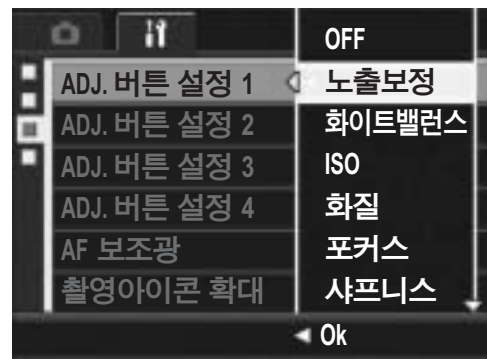 OFF
ADJ. 버튼 설정 1
노출보정
ADJ. 버튼 설정 2
화이트밸런스
ADJ. 버튼 설정 3
ISO
ADJ. 버튼 설정 4
화질
AF 보조광
포커스
촬영아이콘 확대
샤프니스
Ok